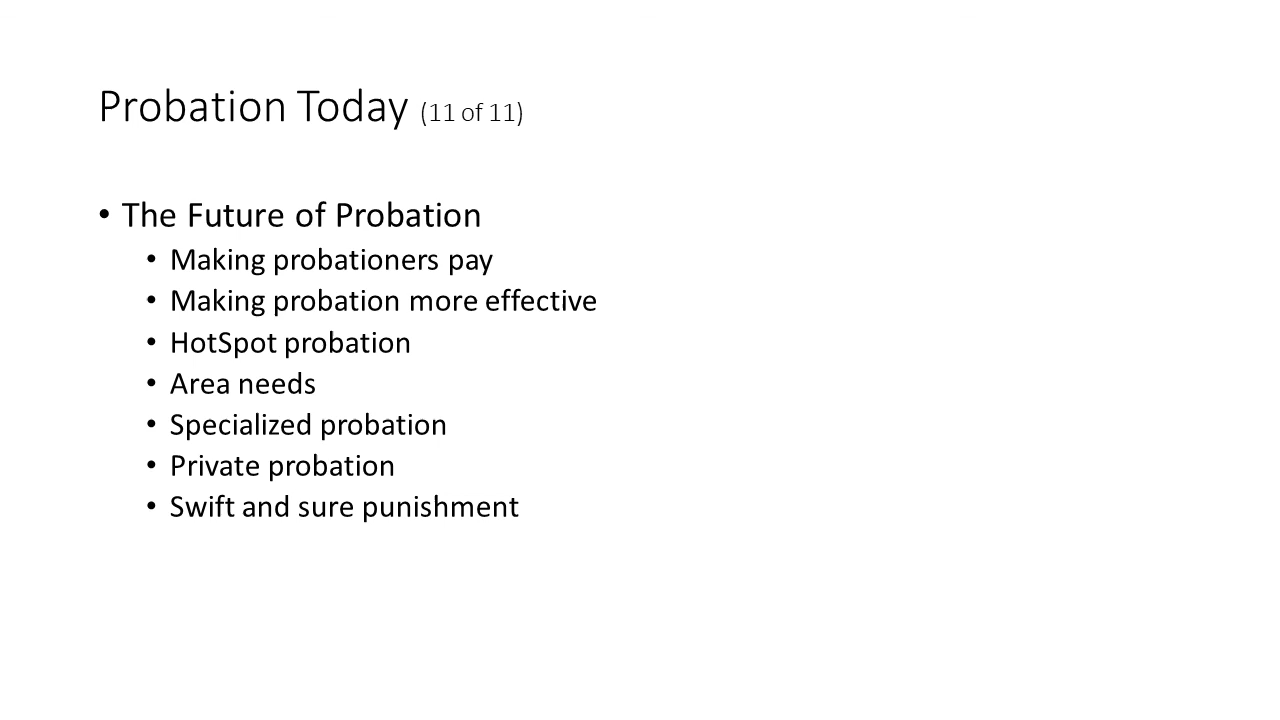 Probation Today (11 of 11)
• The Future of Probation
• Making probationers pay
• Making probation more effective
• HotSpot probation
• Area needs
• Specialized probation
• Private probation
• Swift and sure punishment